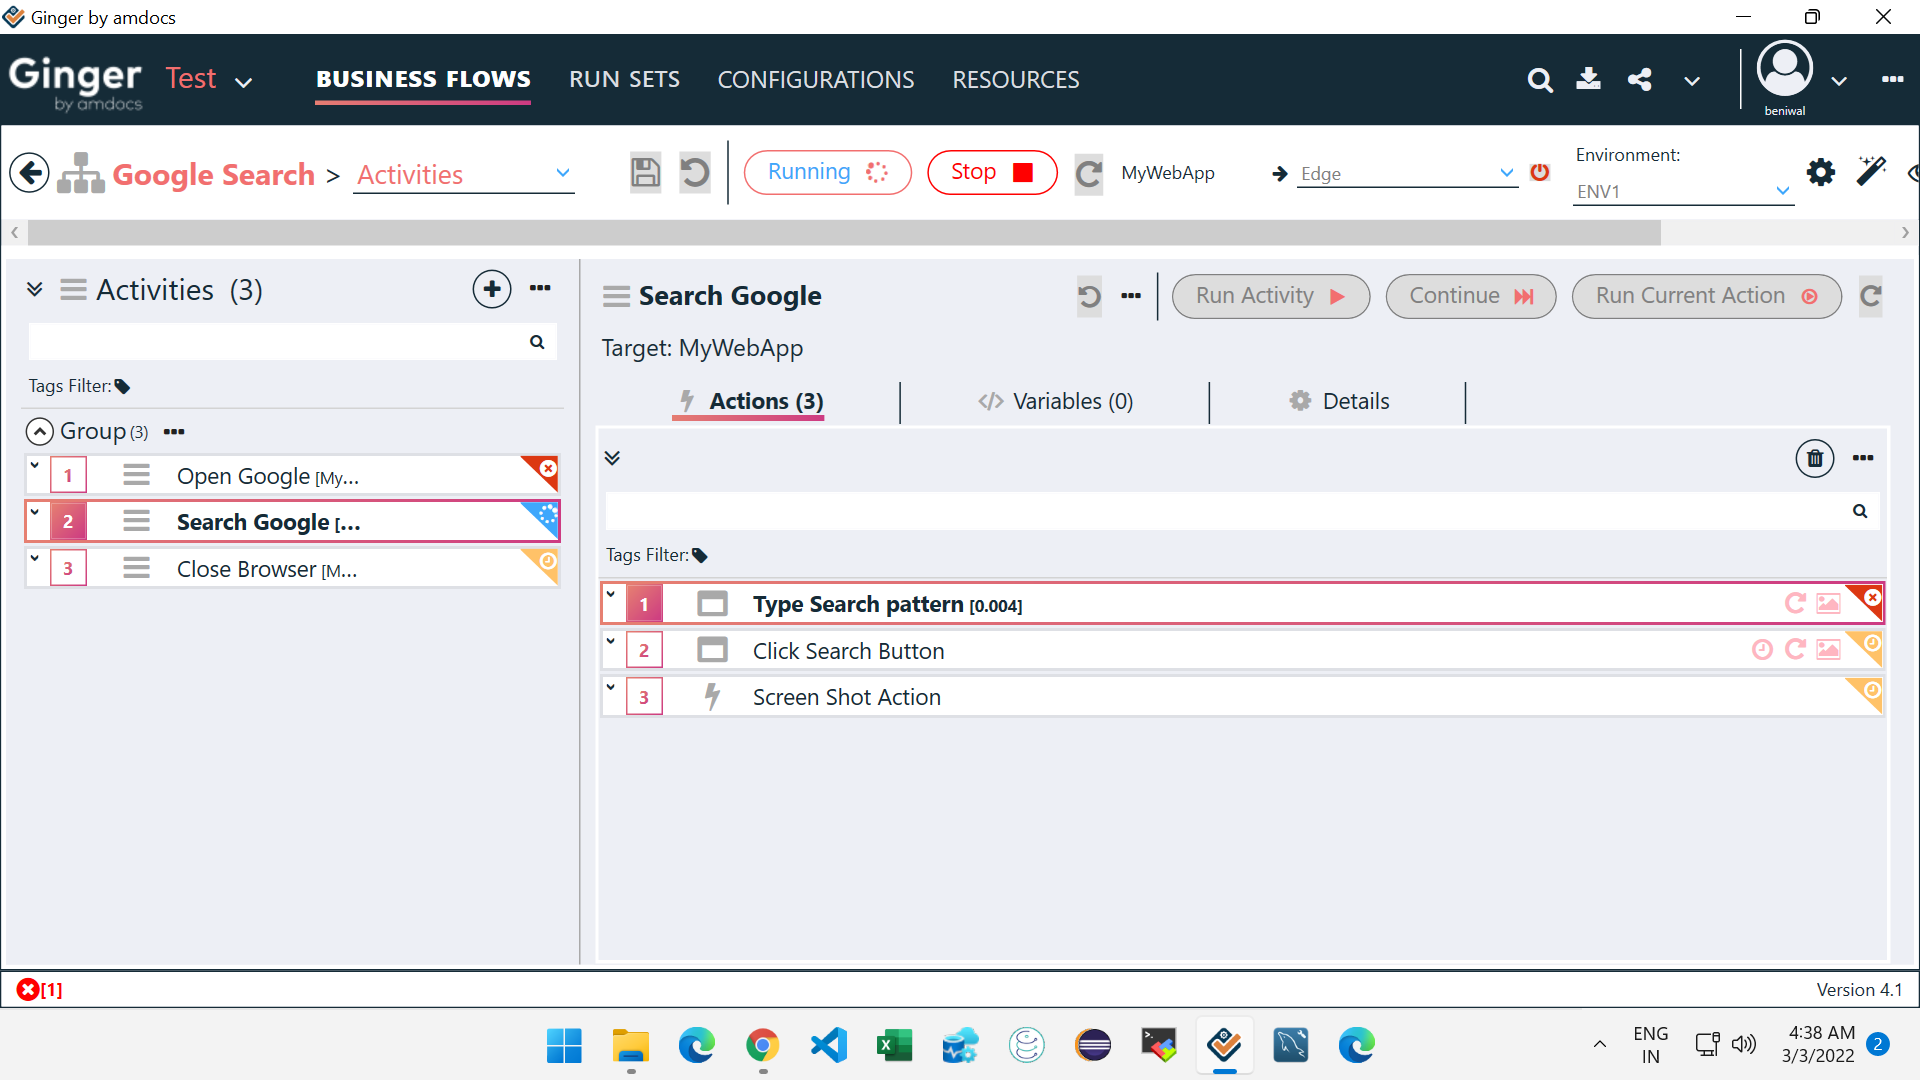 Ginger by amdocs
Ginger by amdocs
Test
BUSINESS FLOWS
RUN SETS
CONFIGURATIONS
RESOURCES
beniwal
Google Search >
Activities
Running
Stop
MyWebApp
Edge
Environment:
ENV1
Activities (3)
Tags Filter:
Group (3)
1 Open Google [My...
2 Search Google [...
3 Close Browser [M...
Search Google
Run Activity
Continue
Run Current Action
Target: MyWebApp
Actions (3)
Variables (0)
Details
Tags Filter:
1 Type Search pattern [0.004]
2 Click Search Button
3 Screen Shot Action
[1]
Version 4.1
ENG
IN
4:38 AM
3/3/2022
2